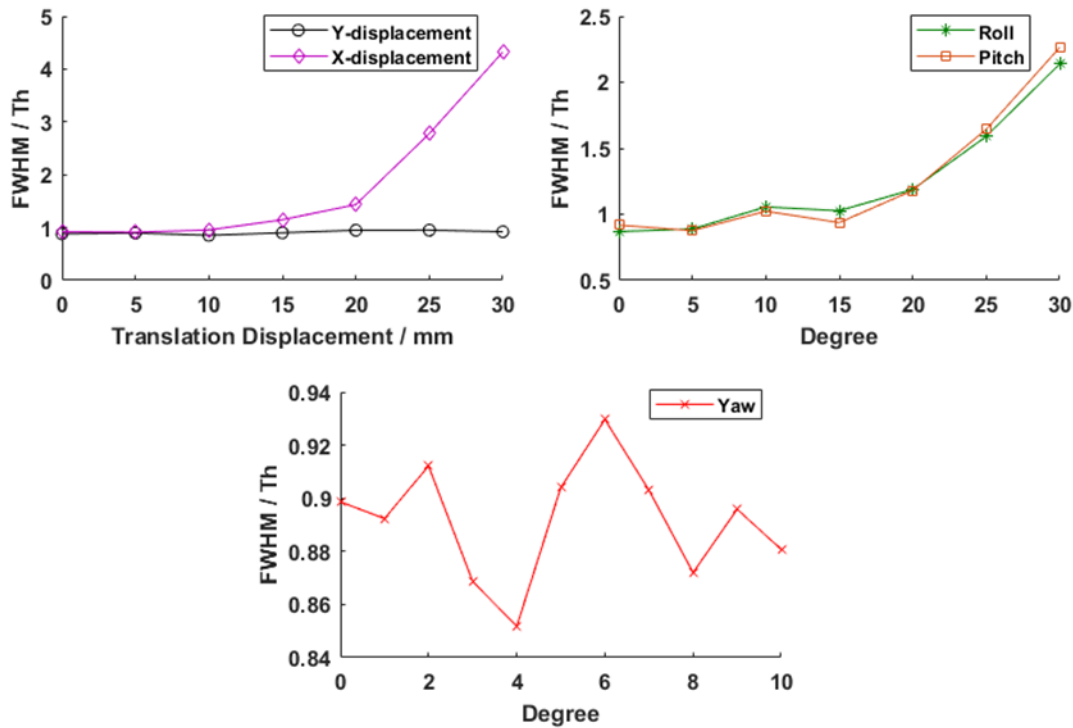 Y-displacement
X-displacement
FWHM / Th
5
4
3
2
1
0
0 5 10 15 20 25 30
Translation Displacement / mm
Roll
Pitch
FWHM / Th
2.5
2
1.5
1
0.5
0 5 10 15 20 25 30
Degree
Yaw
FWHM / Th
0.94
0.92
0.9
0.88
0.86
0.84
0 2 4 6 8 10
Degree